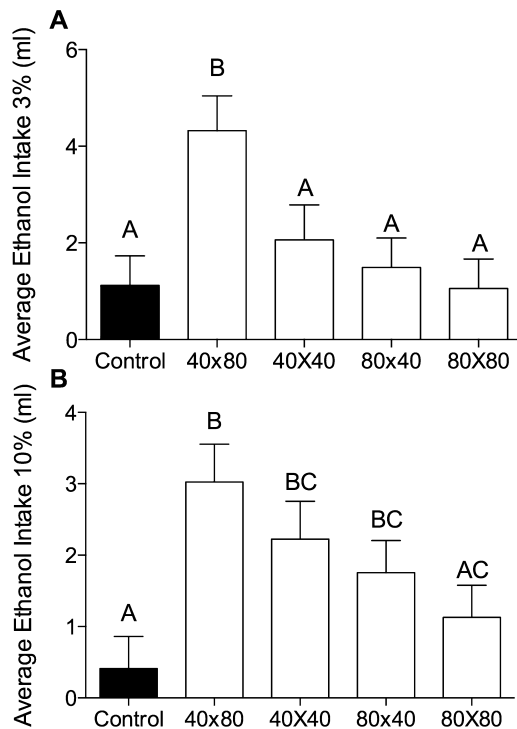 A
Average Ethanol Intake 3% (ml)
6
4
2
0
B
A
A
A
A
Control 40x80 40X40 80x40 80X80
B
Average Ethanol Intake 10% (ml)
4
3
2
1
0
B
BC
BC
AC
A
Control 40x80 40X40 80x40 80X80